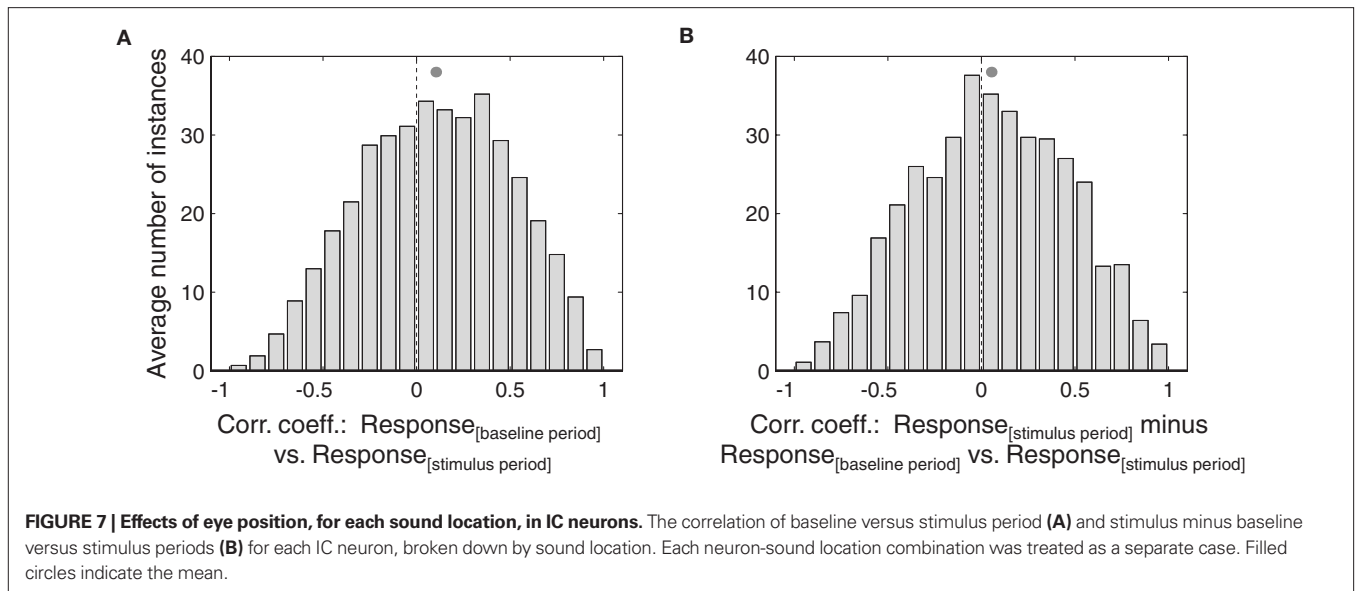 A
B
Average number of instances
40
30
20
10
0
-1 -0.5 0 0.5 1
Corr. coeff.: Response[baseline period]
vs. Response[stimulus period]
40
30
20
10
0
-1 -0.5 0 0.5 1
Corr. coeff.: Response[stimulus period] minus
Response[baseline period] vs. Response[stimulus period]
FIGURE 7 | Effects of eye position, for each sound location, in IC neurons. The correlation of baseline versus stimulus period (A) and stimulus minus baseline
versus stimulus periods (B) for each IC neuron, broken down by sound location. Each neuron-sound location combination was treated as a separate case. Filled
circles indicate the mean.